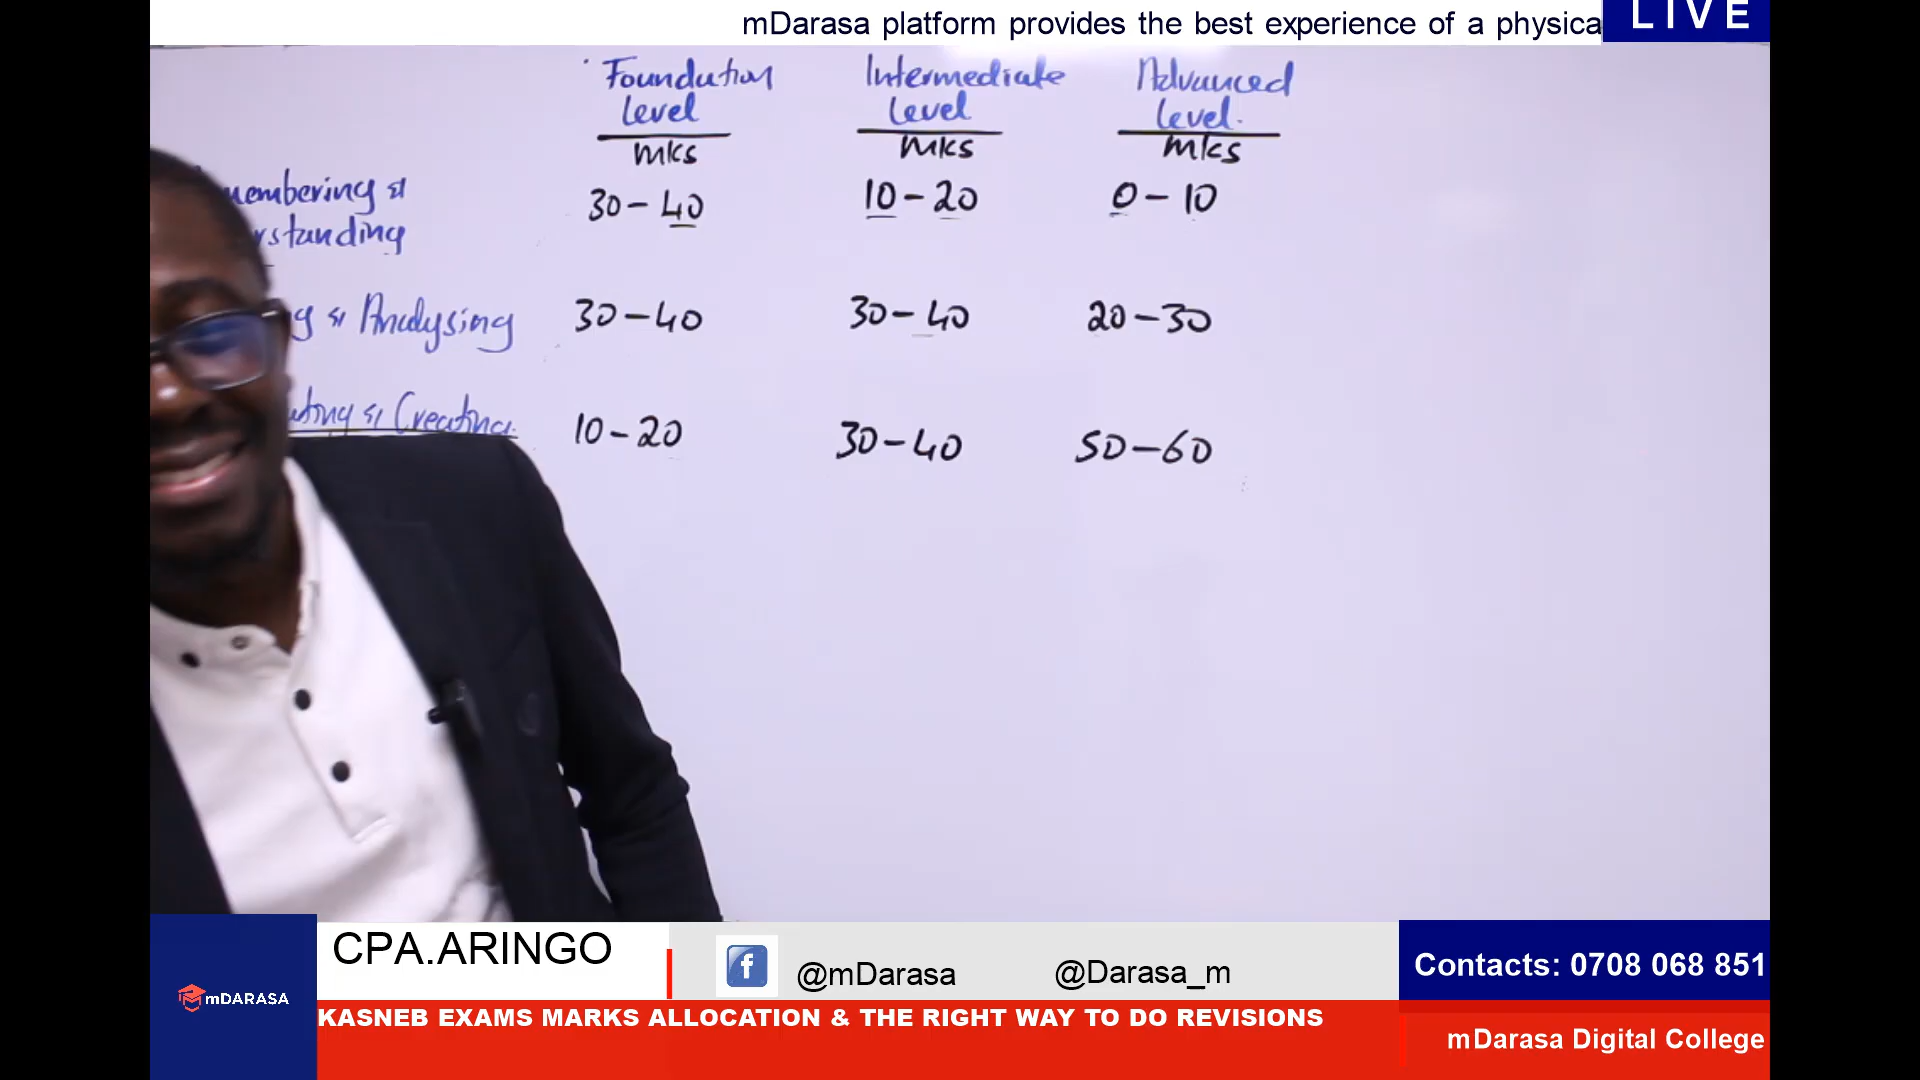 mDarasa platform provides the best experience of a physica
LIVE
Foundation Level
Intermediate Level
Advanced Level.
mks mks mks
membering &
rstanding
30-40 10-20 0-10
g & Analysing 30-40 30-40 20-30
ating & Creating. 10-20 30-40 50-60
CPA.ARINGO
f @mDarasa @Darasa_m
Contacts: 0708 068 851
mDARASA
KASNEB EXAMS MARKS ALLOCATION & THE RIGHT WAY TO DO REVISIONS
mDarasa Digital College